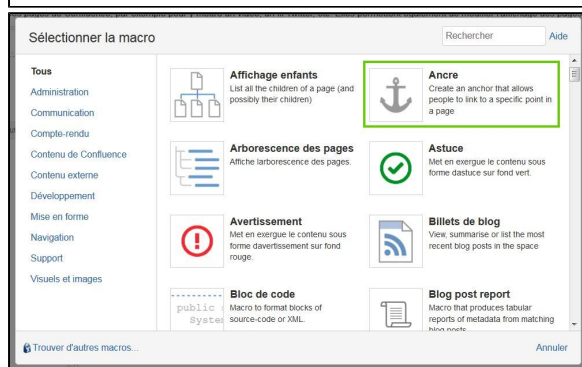 Sélectionner la macro
Rechercher
Aide
Tous
Administration
Communication
Compte-rendu
Contenu de Confluence
Contenu externe
Développement
Mise en forme
Navigation
Support
Visuels et images
Affichage enfants
List all the children of a page (and
possibly their children)
Ancre
Create an anchor that allows
people to link to a specific point in
a page
Arborescence des pages
Affiche larborescence des pages.
Astuce
Met en exergue le contenu sous
forme dastuce sur fond vert.
Avertissement
Met en exergue le contenu sous
forme davertissement sur fond
rouge.
Billets de blog
View, summarise or list the most
recent blog posts in the space
Bloc de code
Macro to format blocks of
source-code or XML.
public
System
Blog post report
Macro that produces tabular
reports of metadata from matching
blog posts
Trouver d'autres macros...
Annuler